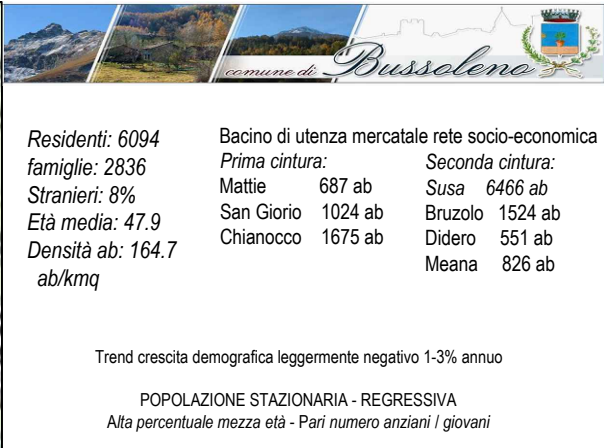 comune di Bussoleno
Residenti: 6094
famiglie: 2836
Stranieri: 8%
Età media: 47.9
Densità ab: 164.7
ab/kmq
Bacino di utenza mercatale rete socio-economica
Prima cintura:
Mattie 687 ab
San Giorio 1024 ab
Chianocco 1675 ab
Seconda cintura:
Susa 6466 ab
Bruzolo 1524 ab
Didero 551 ab
Meana 826 ab
Trend crescita demografica leggermente negativo 1-3% annuo
POPOLAZIONE STAZIONARIA - REGRESSIVA
Alta percentuale mezza età - Pari numero anziani / giovani